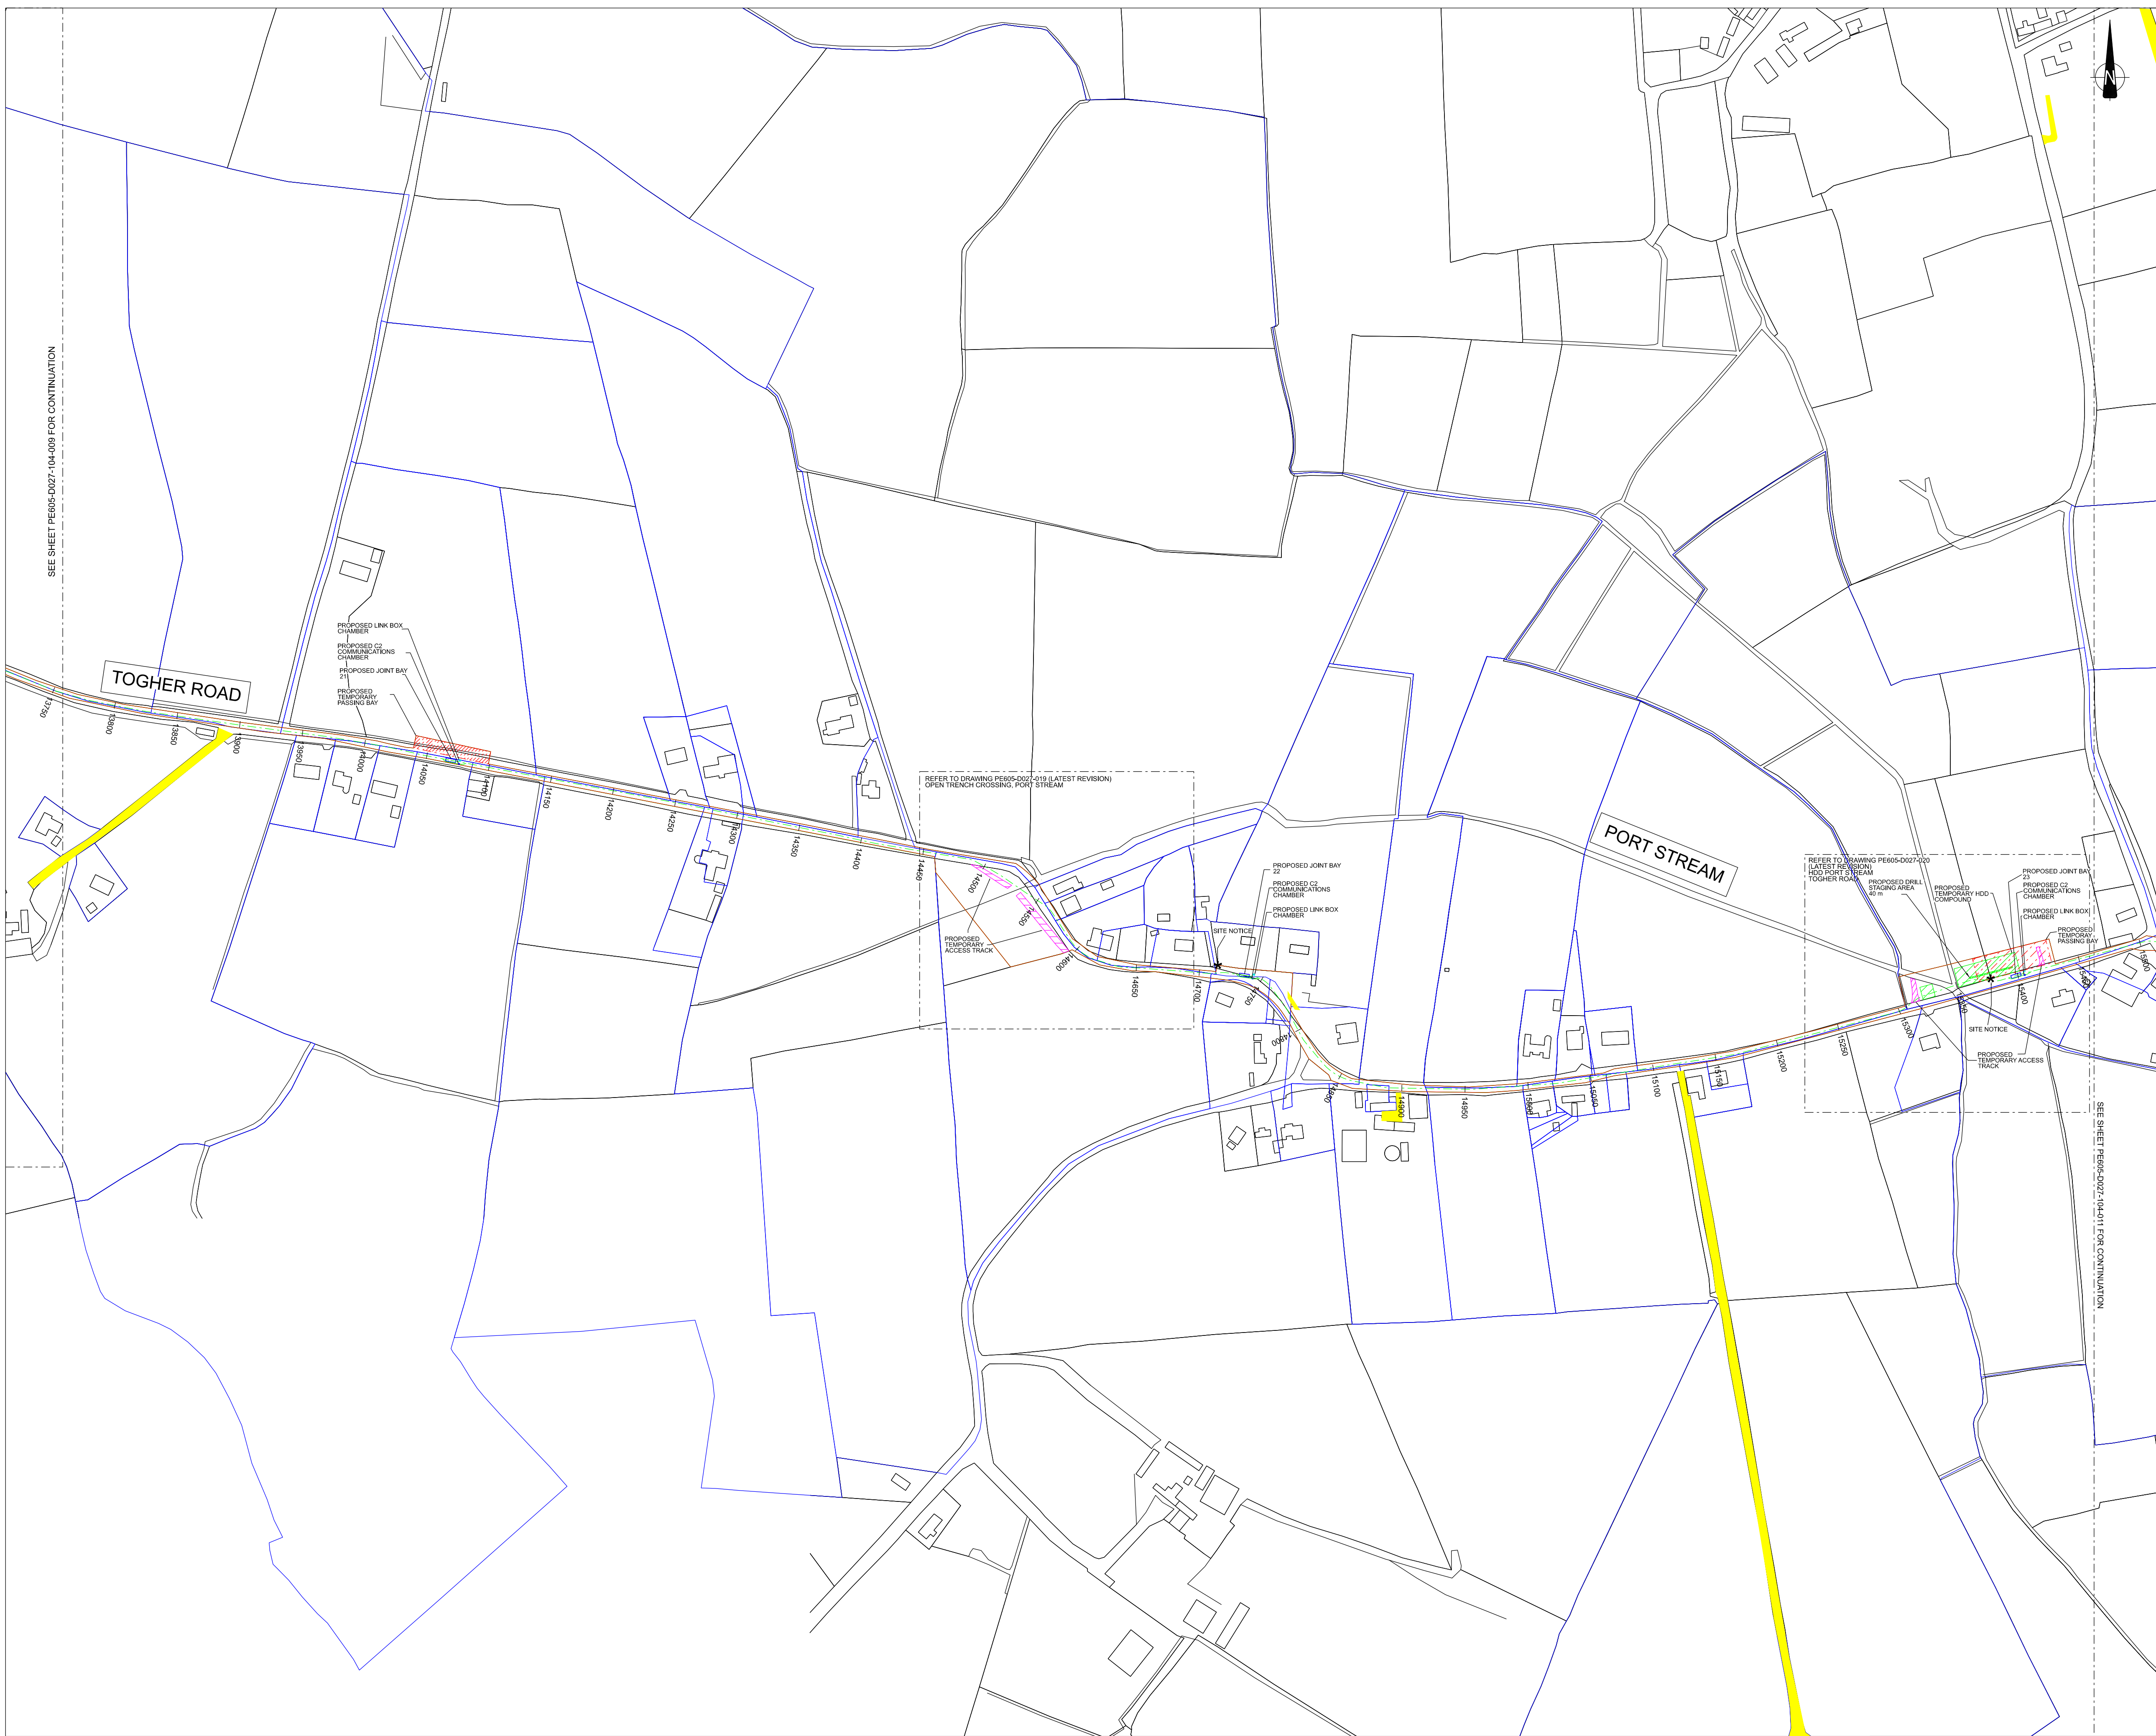 N
SEE SHEET PE605-D027-104-009 FOR CONTINUATION
TOGHER ROAD
PROPOSED LINK BOX
CHAMBER
PROPOSED C2
COMMUNICATIONS
CHAMBER
PROPOSED JOINT BAY
21
PROPOSED
TEMPORARY
PASSING BAY
13750
13800
13850
13900
13950
14000
14050
14100
14150
14200
14250
14300
14350
14400
14450
REFER TO DRAWING PE605-D027-019 (LATEST REVISION)
OPEN TRENCH CROSSING, PORT STREAM
14500
14550
PROPOSED
TEMPORARY
ACCESS TRACK
14600
14650
14700
SITE NOTICE
PROPOSED JOINT BAY
22
PROPOSED C2
COMMUNICATIONS
CHAMBER
PROPOSED LINK BOX
CHAMBER
14750
14800
14850
14900
14950
15000
15050
15100
15150
15200
15250
15300
PORT STREAM
REFER TO DRAWING PE605-D027-020
(LATEST REVISION)
HDD PORT STREAM
TOGHER ROAD
PROPOSED DRILL
STAGING AREA
40 m
PROPOSED
TEMPORARY HDD
COMPOUND
PROPOSED JOINT BAY
23
PROPOSED C2
COMMUNICATIONS
CHAMBER
PROPOSED LINK BOX
CHAMBER
PROPOSED
TEMPORAY
PASSING BAY
15350
15400
15450
15500
SITE NOTICE
PROPOSED
TEMPORARY ACCESS
TRACK
SEE SHEET PE605-D027-104-011 FOR CONTINUATION